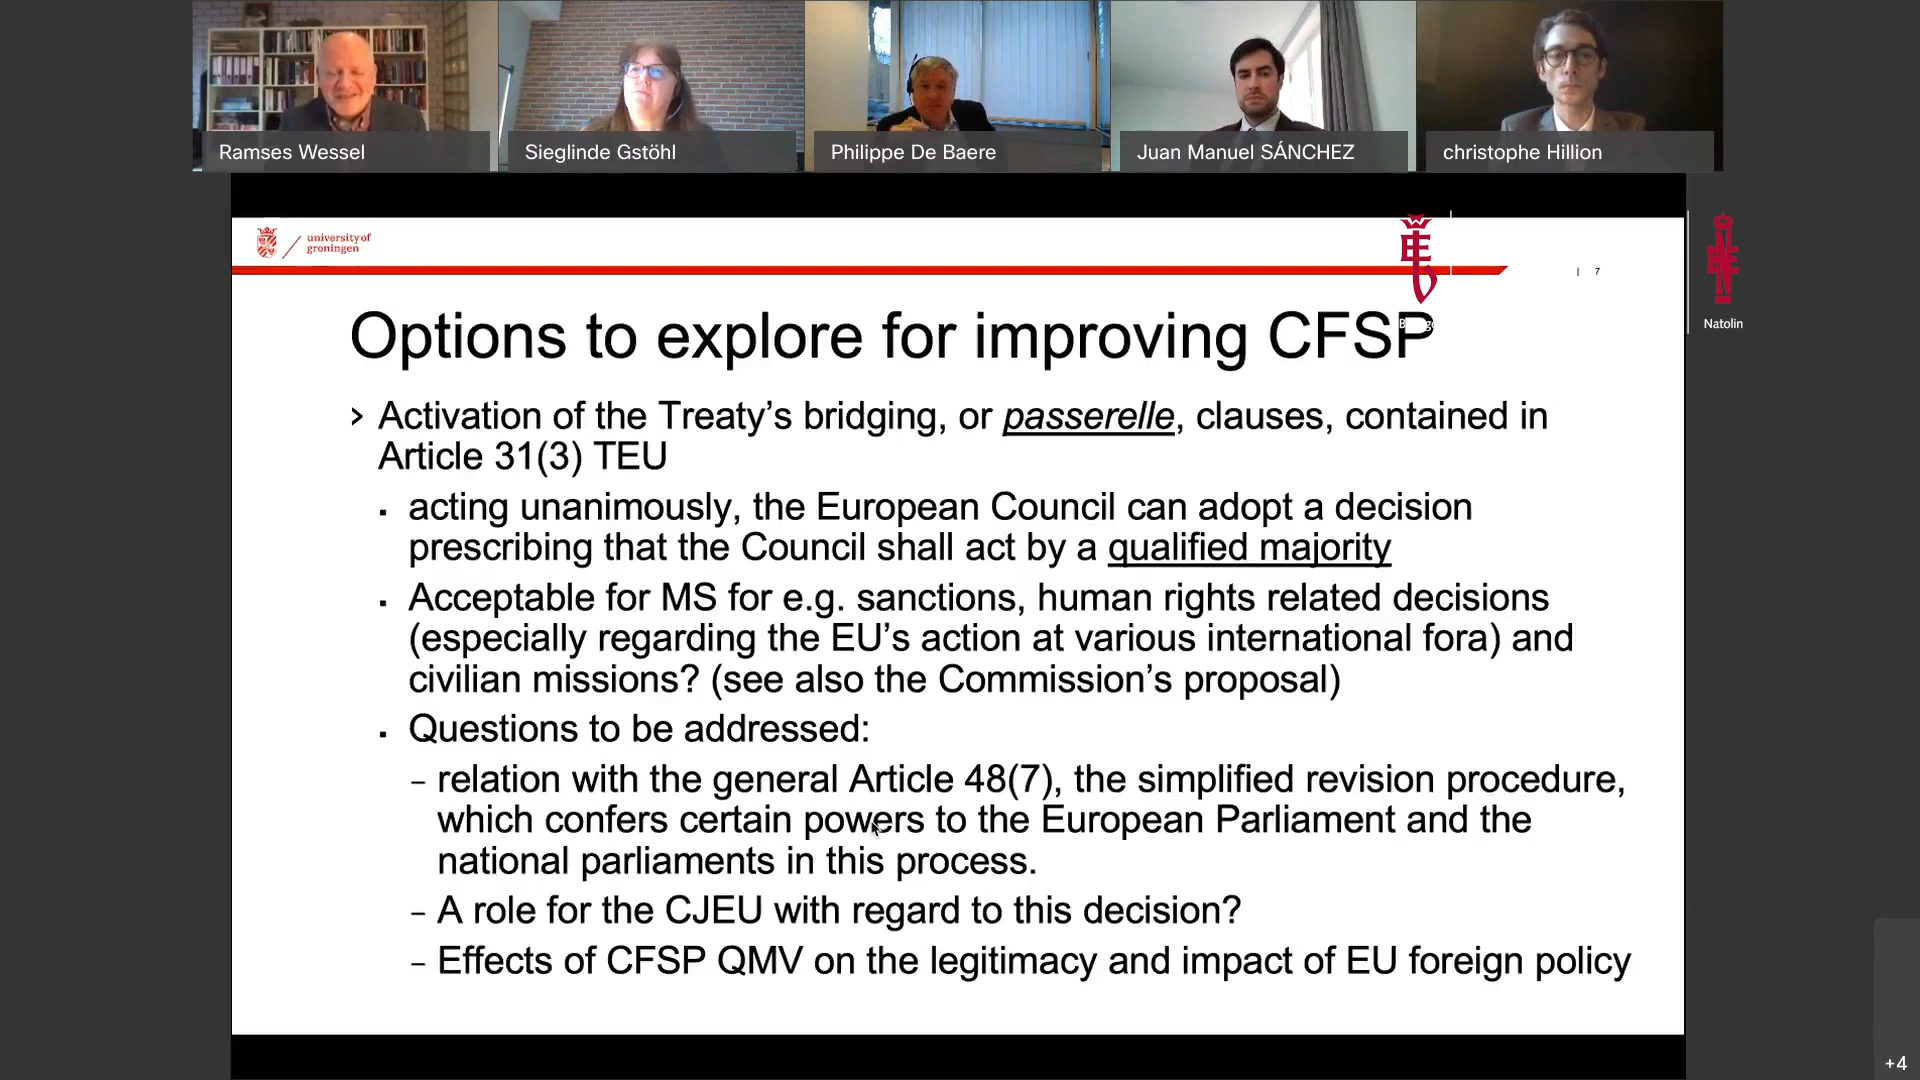 Ramses Wessel
Sieglinde Gstöhl
Philippe De Baere
Juan Manuel SÁNCHEZ
christophe Hillion
university of
groningen
| 7
Natolin
Options to explore for improving CFSP
› Activation of the Treaty’s bridging, or passerelle, clauses, contained in
Article 31(3) TEU
▪ acting unanimously, the European Council can adopt a decision
prescribing that the Council shall act by a qualified majority
▪ Acceptable for MS for e.g. sanctions, human rights related decisions
(especially regarding the EU’s action at various international fora) and
civilian missions? (see also the Commission’s proposal)
▪ Questions to be addressed:
– relation with the general Article 48(7), the simplified revision procedure,
which confers certain powers to the European Parliament and the
national parliaments in this process.
– A role for the CJEU with regard to this decision?
– Effects of CFSP QMV on the legitimacy and impact of EU foreign policy
+4